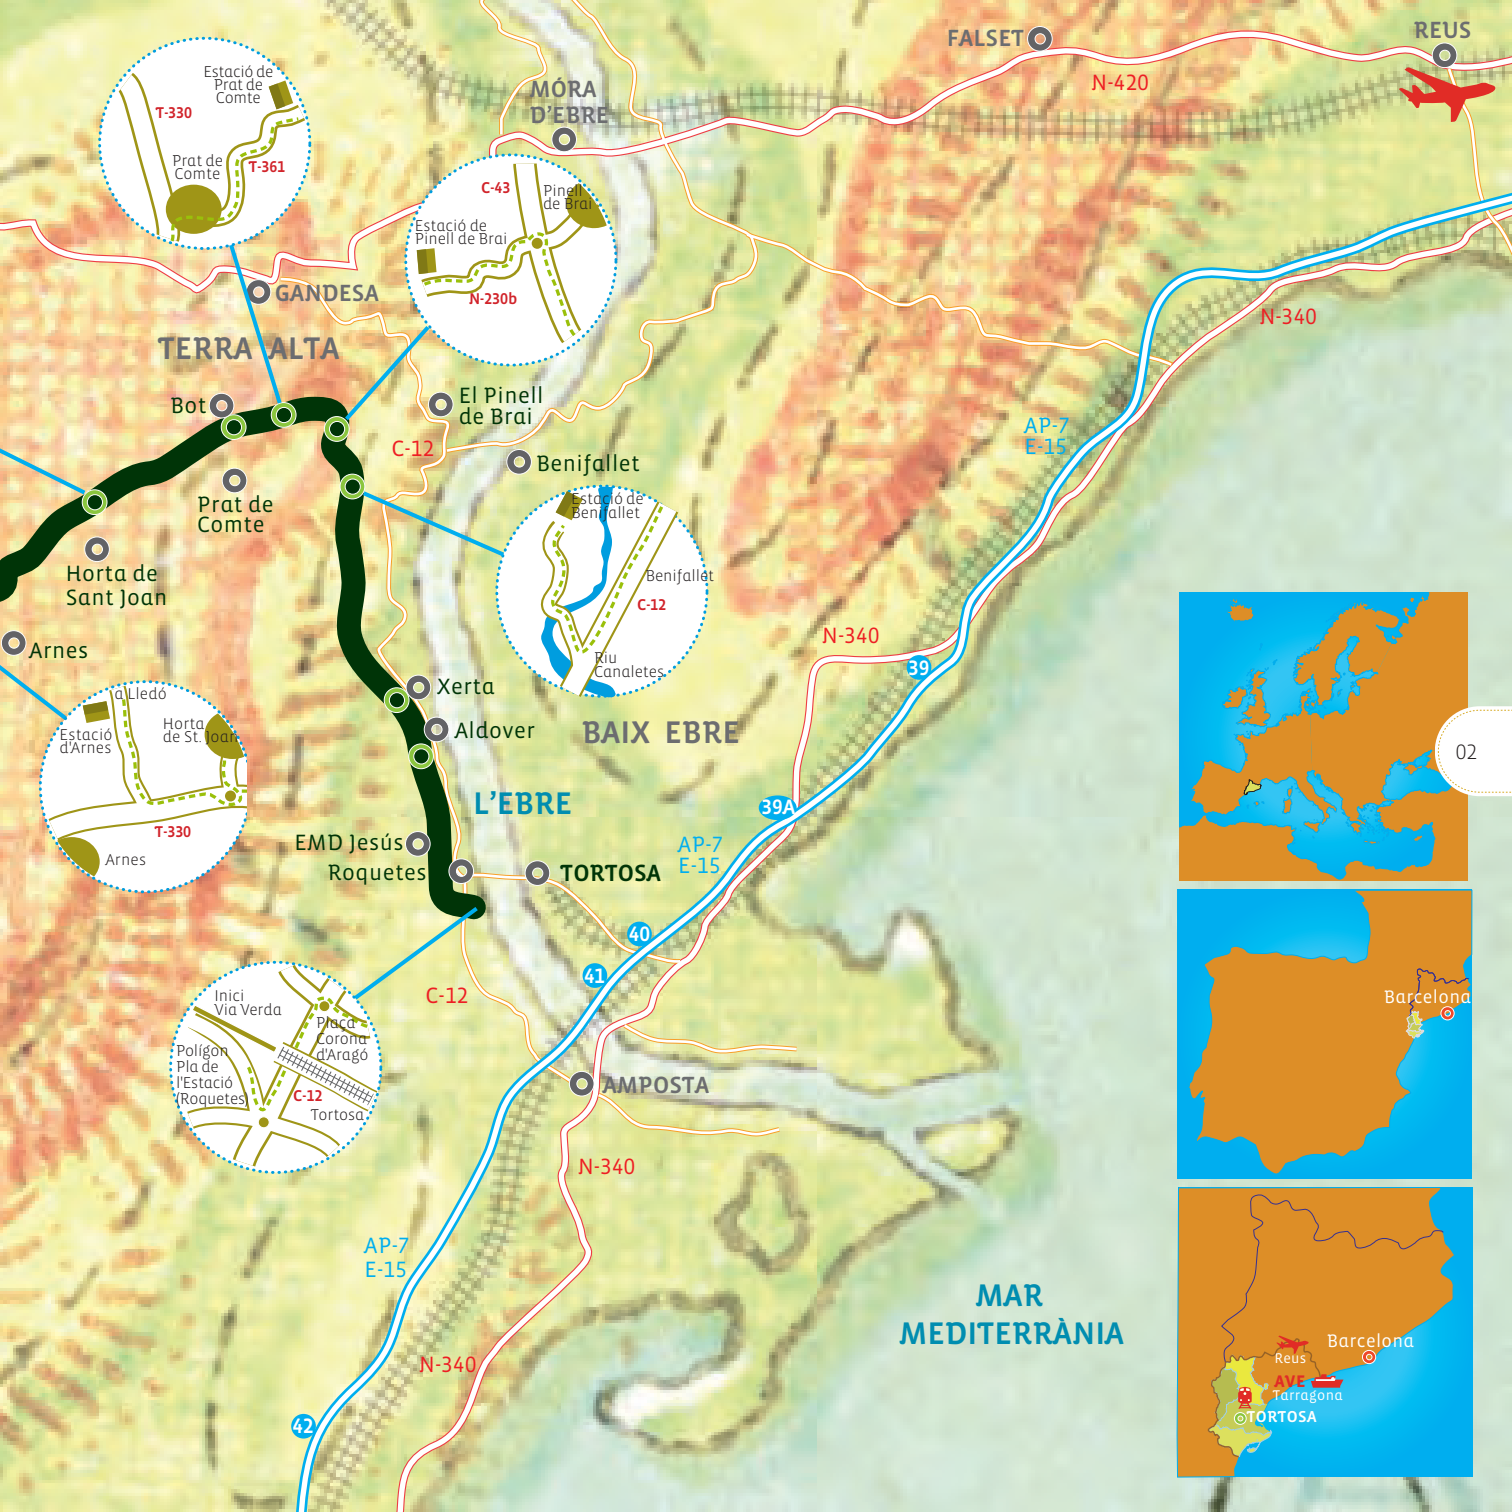 FALSET
REUS
N-420
MÓRA
D'EBRE
Estació de
Prat de
Comte
T-330
Prat de
Comte
T-361
C-43
Pinell
de Brai
Estació de
Pinell de Brai
N-230b
GANDESA
TERRA ALTA
N-340
Bot
El Pinell
de Brai
C-12
Benifallet
AP-7
E-15
Prat de
Comte
Estació de
Benifallet
Benifallet
C-12
Riu
Canaletes
Horta de
Sant Joan
Arnes
N-340
39
Xerta
Aldover
BAIX EBRE
a Lledó
Estació
d'Arnes
Horta
de St. Joan
T-330
Arnes
02
L'EBRE
39A
AP-7
E-15
EMD Jesús
Roquetes
TORTOSA
40
41
C-12
Inici
Via Verda
Plaça
Corona
d'Aragó
Polígon
Pla de
l'Estació
(Roquetes)
C-12
Tortosa
Barcelona
AMPOSTA
N-340
AP-7
E-15
MAR
MEDITERRÀNIA
N-340
42
Barcelona
Reus
AVE
Tarragona
TORTOSA